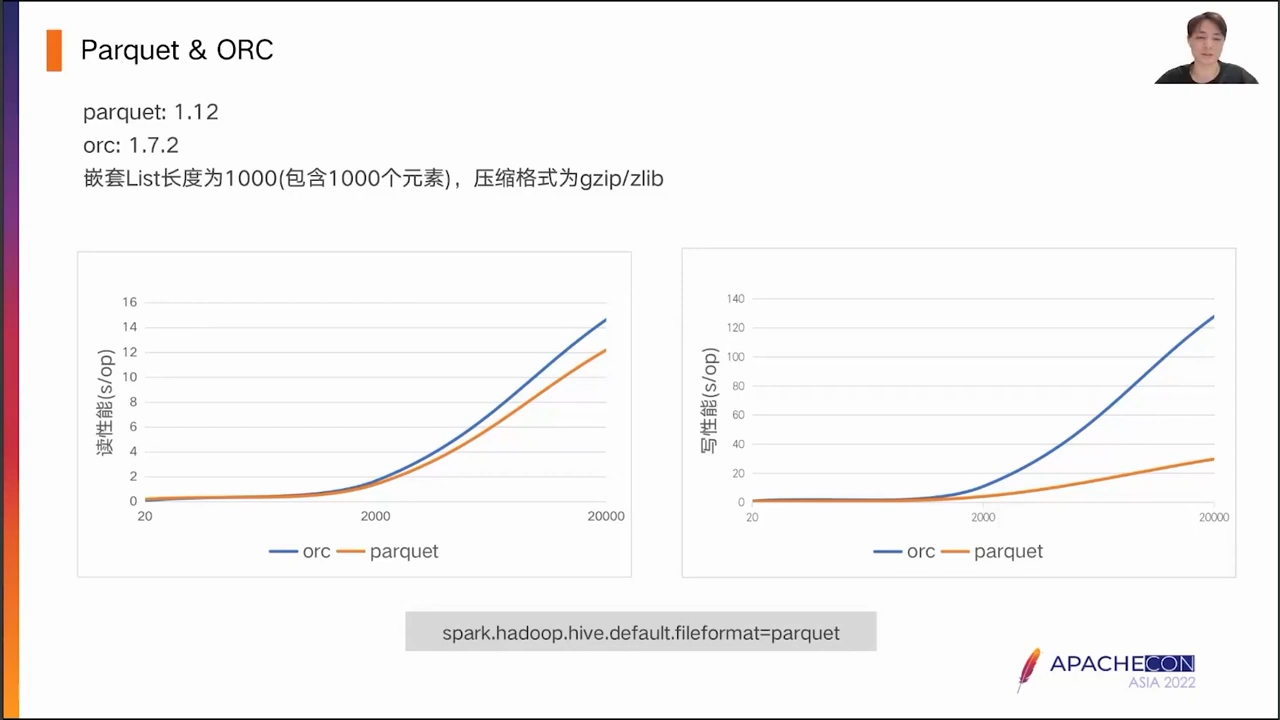 Parquet & ORC
parquet: 1.12
orc: 1.7.2
嵌套List长度为1000(包含1000个元素)，压缩格式为gzip/zlib
读性能(s/op)
16
14
12
10
8
6
4
2
0
20
2000
20000
orc
parquet
写性能(s/op)
140
120
100
80
60
40
20
0
20
2000
20000
orc
parquet
spark.hadoop.hive.default.fileformat=parquet
APACHECON
ASIA 2022